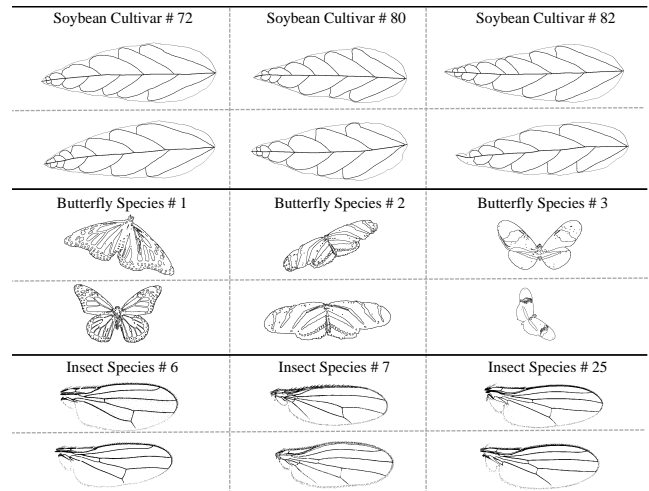 Soybean Cultivar # 72
Soybean Cultivar # 80
Soybean Cultivar # 82
Butterfly Species # 1
Butterfly Species # 2
Butterfly Species # 3
Insect Species # 6
Insect Species # 7
Insect Species # 25